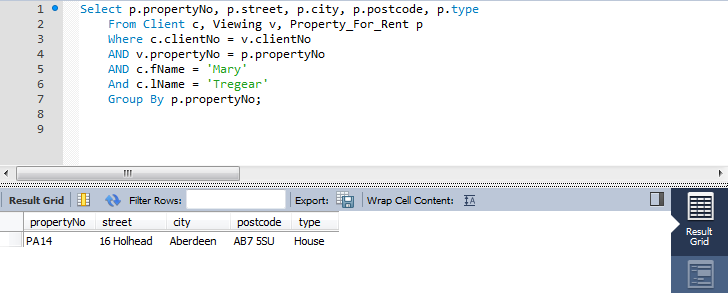 1 Select p.propertyNo, p.street, p.city, p.postcode, p.type
2 From Client c, Viewing v, Property_For_Rent p
3 Where c.clientNo = v.clientNo
4 AND v.propertyNo = p.propertyNo
5 AND c.fName = 'Mary'
6 And c.lName = 'Tregear'
7 Group By p.propertyNo;
8
9
Result Grid Filter Rows: Export: Wrap Cell Content: IA
propertyNo street city postcode type
PA14 16 Holhead Aberdeen AB7 5SU House
Result
Grid